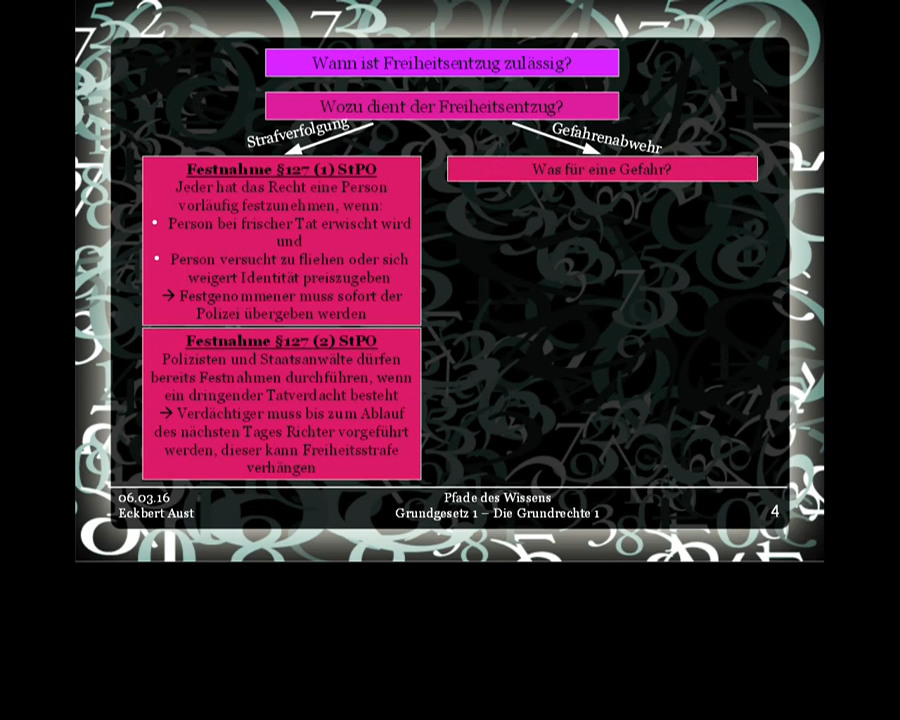 Wann ist Freiheitsentzug zulässig?
Wozu dient der Freiheitsentzug?
Strafverfolgung
Gefahrenabwehr
Festnahme §127 (1) StPO
Jeder hat das Recht eine Person
vorläufig festzunehmen, wenn:
• Person bei frischer Tat erwischt wird
und
• Person versucht zu fliehen oder sich
weigert Identität preiszugeben
→ Festgenommener muss sofort der
Polizei übergeben werden
Festnahme §127 (2) StPO
Polizisten und Staatsanwälte dürfen
bereits Festnahmen durchführen, wenn
ein dringender Tatverdacht besteht
→ Verdächtiger muss bis zum Ablauf
des nächsten Tages Richter vorgeführt
werden, dieser kann Freiheitsstrafe
verhängen
Was für eine Gefahr?
06.03.16
Eckbert Aust
Pfade des Wissens
Grundgesetz 1 – Die Grundrechte 1
4